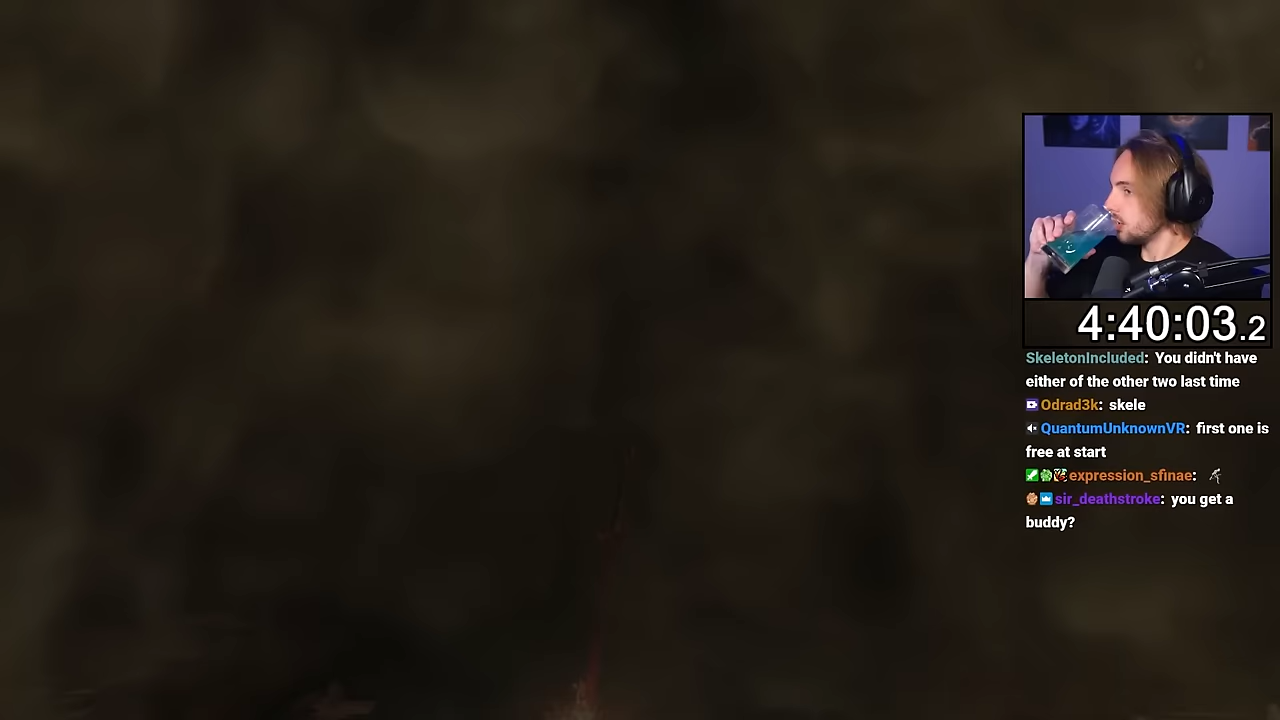 4:40:03.2
SkeletonIncluded: You didn't have
either of the other two last time
Odrad3k: skele
QuantumUnknownVR: first one is
free at start
expression_sfinae:
sir_deathstroke: you get a
buddy?